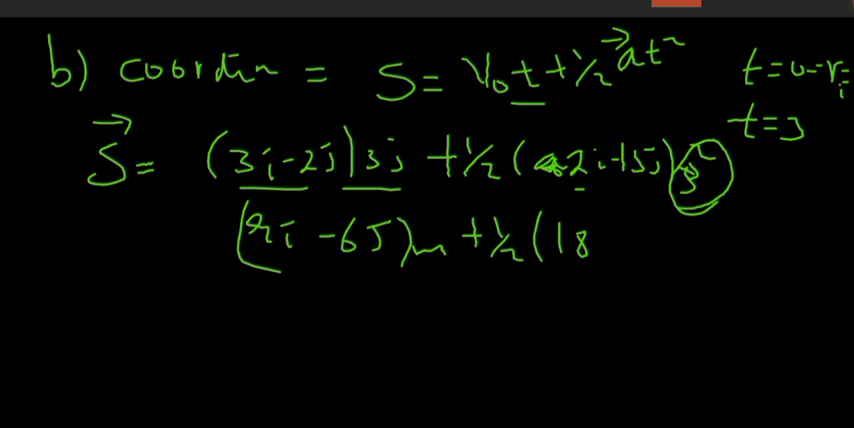 b) coordin = S = V₀t + ½ a⃗t² t = 0 - rᵢ =
t = 3
S⃗ = (3i - 2j) 3s + ½ (2i - 15j) 3²
(9i - 6j)m + ½ (18